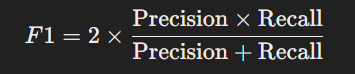 F1 = 2 × Precision × Recall / Precision + Recall